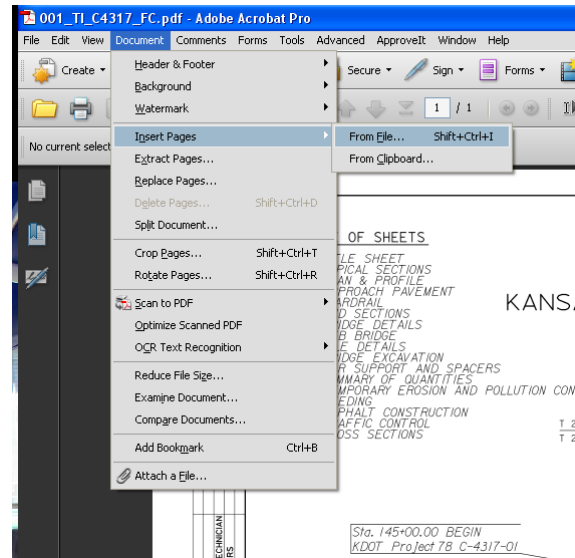 001_TI_C4317_FC.pdf - Adobe Acrobat Pro
File Edit View Document Comments Forms Tools Advanced ApproveIt Window Help
Create Secure Sign Forms
1 / 1
No current select
Header & Footer
Background
Watermark
Insert Pages
From File... Shift+Ctrl+I
From Clipboard...
Extract Pages...
Replace Pages...
Delete Pages... Shift+Ctrl+D
Split Document...
Crop Pages... Shift+Ctrl+T
Rotate Pages... Shift+Ctrl+R
Scan to PDF
Optimize Scanned PDF
OCR Text Recognition
Reduce File Size...
Examine Document...
Compare Documents...
Add Bookmark Ctrl+B
Attach a File...
OF SHEETS
TLE SHEET
PICAL SECTIONS
AN & PROFILE
PROACH PAVEMENT
ARDRAIL
D SECTIONS
IDGE DETAILS
B BRIDGE
E DETAILS
IDGE EXCAVATION
R SUPPORT AND SPACERS
MMARY OF QUANTITIES
MPORARY EROSION AND POLLUTION CON
EDING
PHALT CONSTRUCTION
AFFIC CONTROL
OSS SECTIONS
KANSA
T 2
T 2
Sta. 145+00.00 BEGIN
KDOT Project 78 C-4317-01
ECHNICIAN
ERS